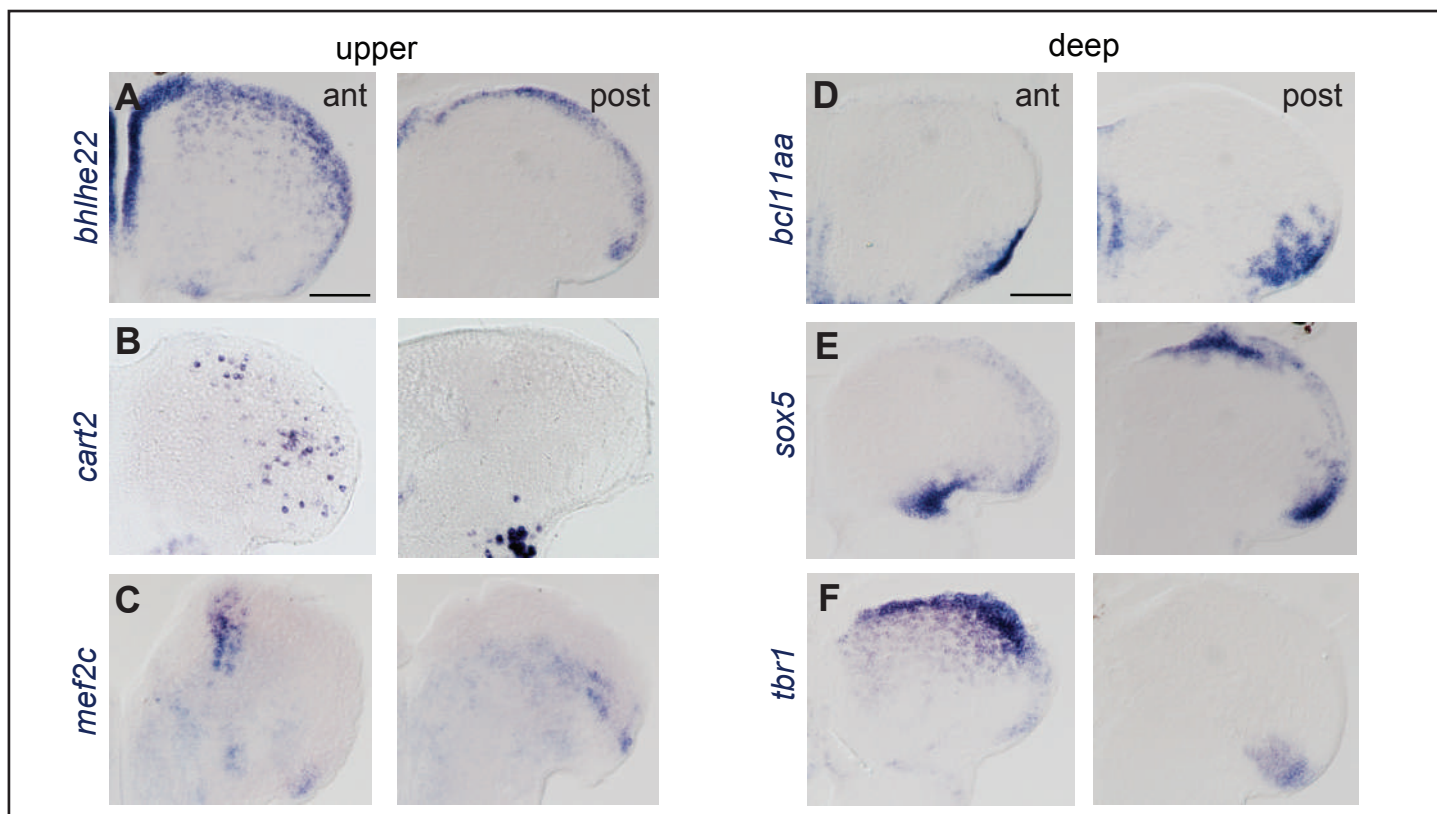 upper
deep
A
ant
post
bhlhe22
D
ant
post
bcl11aa
B
cart2
E
sox5
C
mef2c
F
tbr1